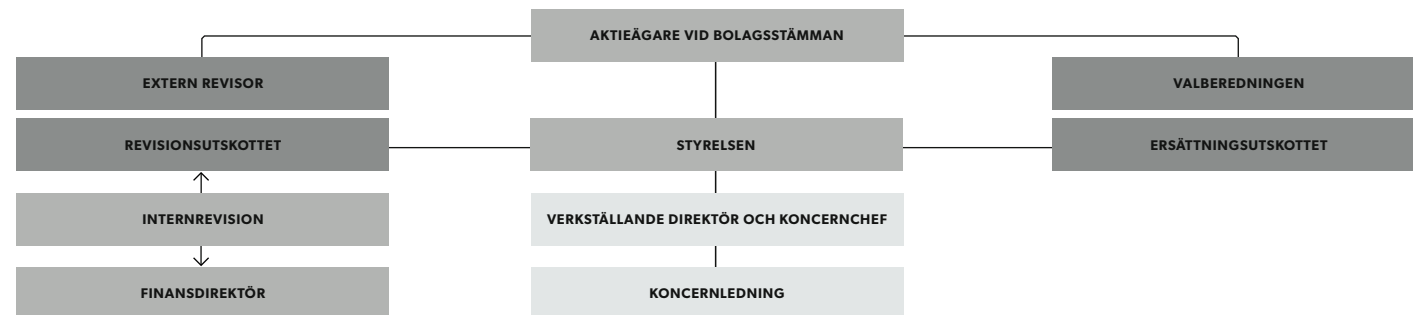 AKTIEÄGARE VID BOLAGSSTÄMMAN
EXTERN REVISOR
VALBEREDNINGEN
REVISIONSUTSKOTTET
STYRELSEN
ERSÄTTNINGSUTSKOTTET
INTERNREVISION
VERKSTÄLLANDE DIREKTÖR OCH KONCERNCHEF
FINANSDIREKTÖR
KONCERNLEDNING